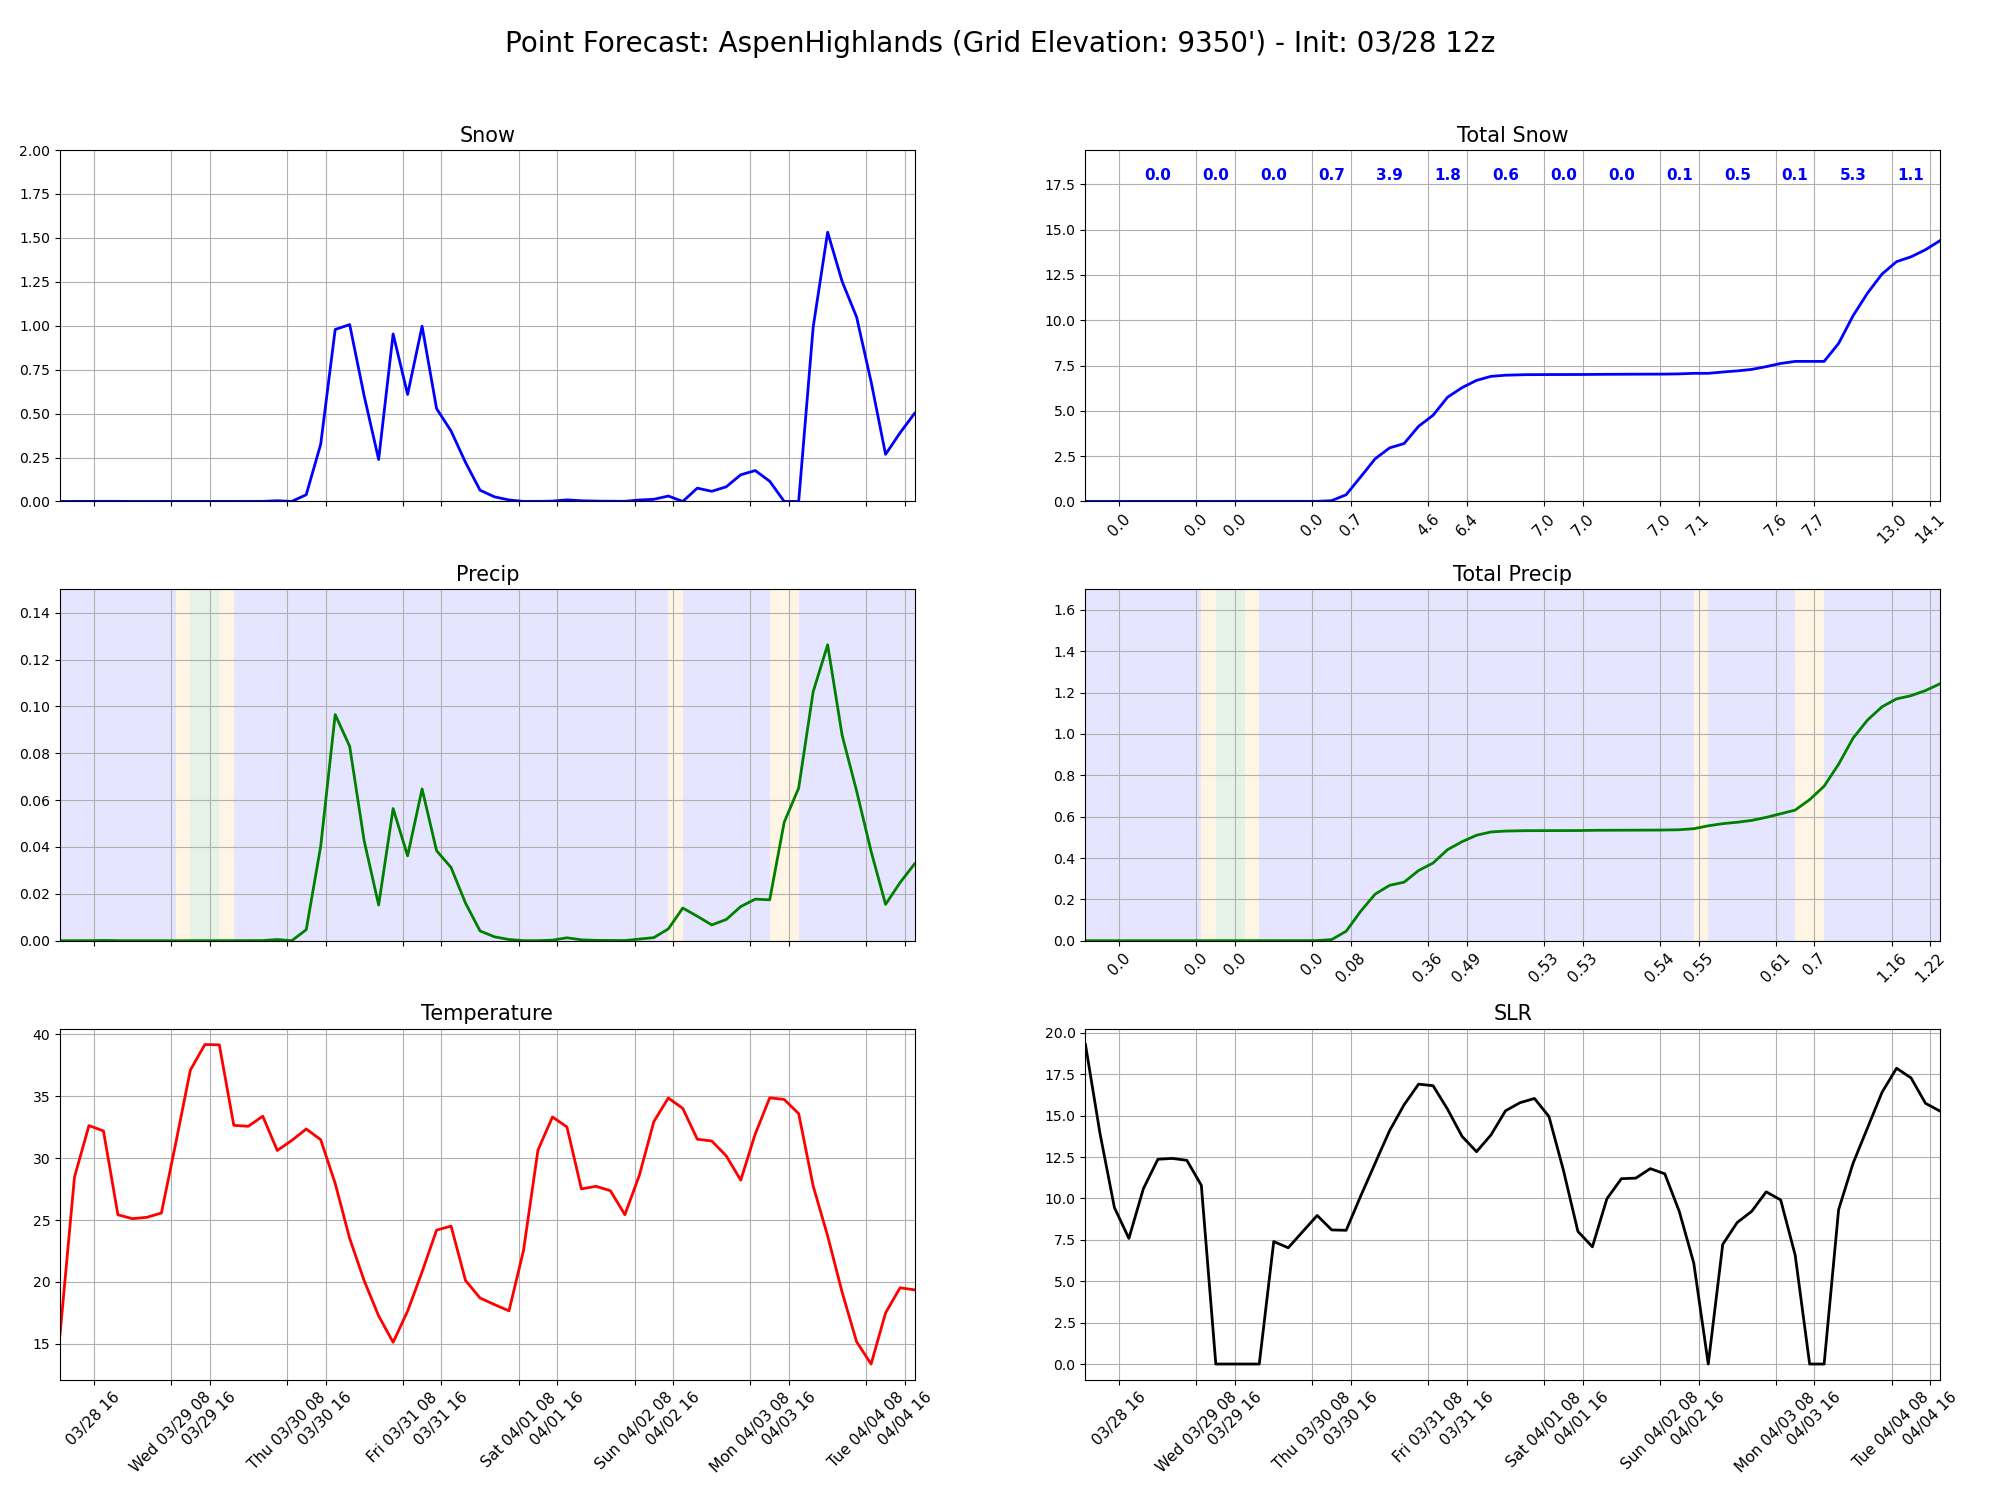 Point Forecast: AspenHighlands (Grid Elevation: 9350') - Init: 03/28 12z
Snow
2.00
1.75
1.50
1.25
1.00
0.75
0.50
0.25
0.00
Total Snow
0.0 0.0 0.0 0.7 3.9 1.8 0.6 0.0 0.0 0.1 0.5 0.1 5.3 1.1
17.5
15.0
12.5
10.0
7.5
5.0
2.5
0.0
0.0 0.0 0.0 0.0 0.7 4.6 6.4 7.0 7.0 7.0 7.1 7.6 7.7 13.0 14.1
Precip
0.14
0.12
0.10
0.08
0.06
0.04
0.02
0.00
Total Precip
1.6
1.4
1.2
1.0
0.8
0.6
0.4
0.2
0.0
0.0 0.0 0.0 0.0 0.08 0.36 0.49 0.53 0.53 0.54 0.55 0.61 0.7 1.16 1.22
Temperature
40
35
30
25
20
15
03/28 16
Wed 03/29 08
03/29 16
Thu 03/30 08
03/30 16
Fri 03/31 08
03/31 16
Sat 04/01 08
04/01 16
Sun 04/02 08
04/02 16
Mon 04/03 08
04/03 16
Tue 04/04 08
04/04 16
SLR
20.0
17.5
15.0
12.5
10.0
7.5
5.0
2.5
0.0
03/28 16
Wed 03/29 08
03/29 16
Thu 03/30 08
03/30 16
Fri 03/31 08
03/31 16
Sat 04/01 08
04/01 16
Sun 04/02 08
04/02 16
Mon 04/03 08
04/03 16
Tue 04/04 08
04/04 16